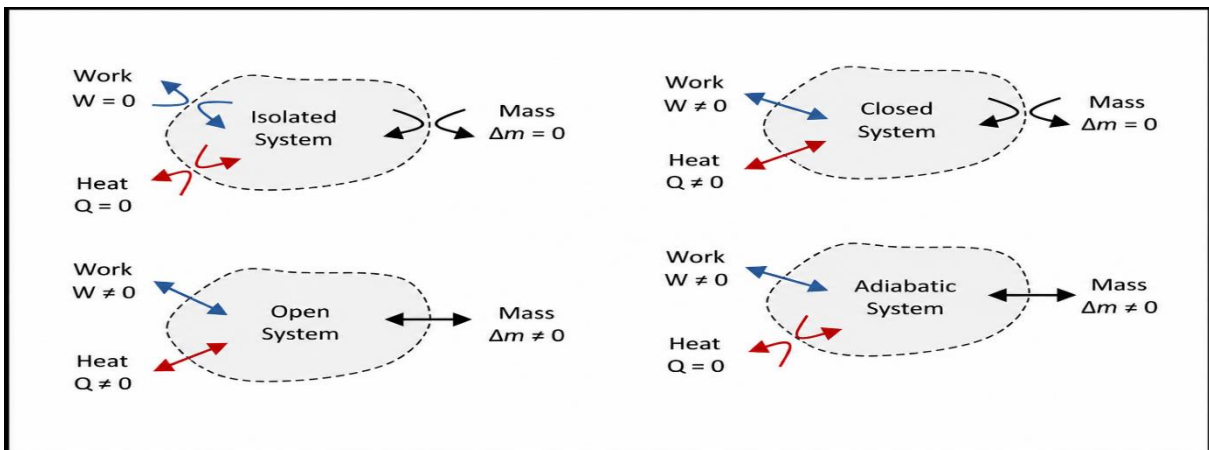 Work
W = 0
Isolated
System
Mass
Δm = 0
Heat
Q = 0
Work
W ≠ 0
Closed
System
Mass
Δm = 0
Heat
Q ≠ 0
Work
W ≠ 0
Open
System
Mass
Δm ≠ 0
Heat
Q ≠ 0
Work
W ≠ 0
Adiabatic
System
Mass
Δm ≠ 0
Heat
Q = 0